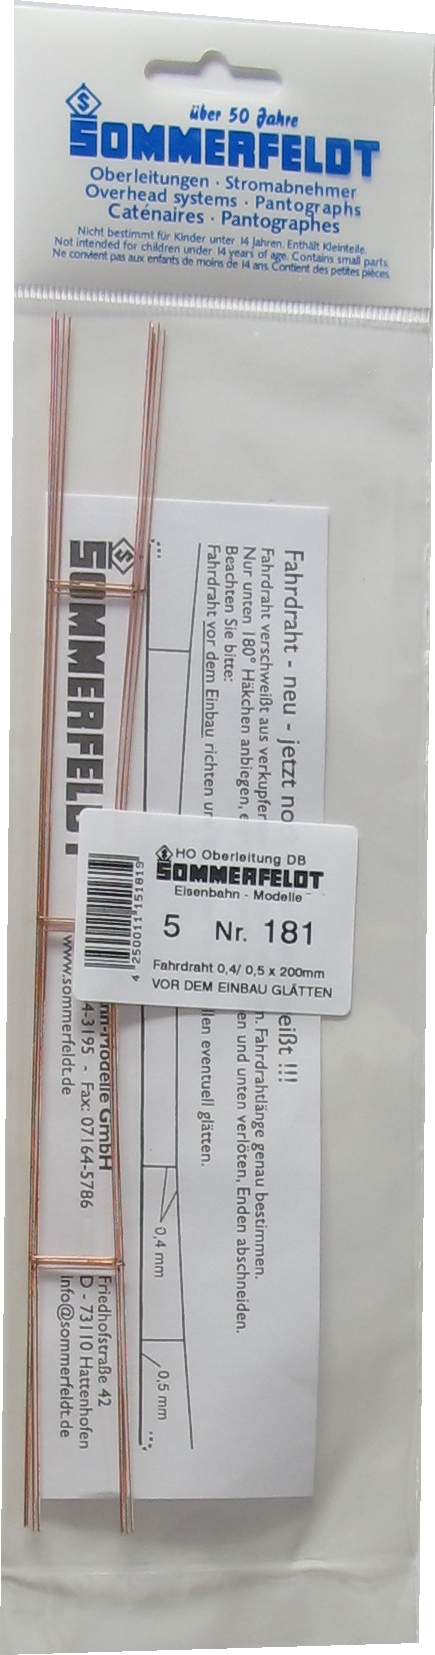 S
über 50 Jahre
SOMMERFELDT
Oberleitungen · Stromabnehmer
Overhead systems · Pantographs
Caténaires · Pantographes
Nicht bestimmt für Kinder unter 14 Jahren. Enthält Kleinteile.
Not intended for children under 14 years of age. Contains small parts.
Ne convient pas aux enfants de moins de 14 ans. Contient des petites pièces.
HO Oberleitung DB
SOMMERFELDT
Eisenbahn - Modelle
5 Nr. 181
Fahrdraht 0,4/ 0,5 x 200mm
VOR DEM EINBAU GLÄTTEN
4 250011 151819
Fahrdraht - neu - jetzt eißt !!!
Fahrdraht verschweißt aus verkupfer . Fahrdrahtlänge genau bestimmen.
Nur unten 180° Häkchen anbiegen, en und unten verlöten, Enden abschneiden.
Beachten Sie bitte:
Fahrdraht vor dem Einbau richten eventuell glätten.
0,4 mm
0,5 mm
S
SOMMERFELDT
-Modelle GmbH
Friedhofstraße 42
4-3195 - Fax: 07164-5786
D - 73110 Hattenhofen
www.sommerfeldt.de
Info@sommerfeldt.de